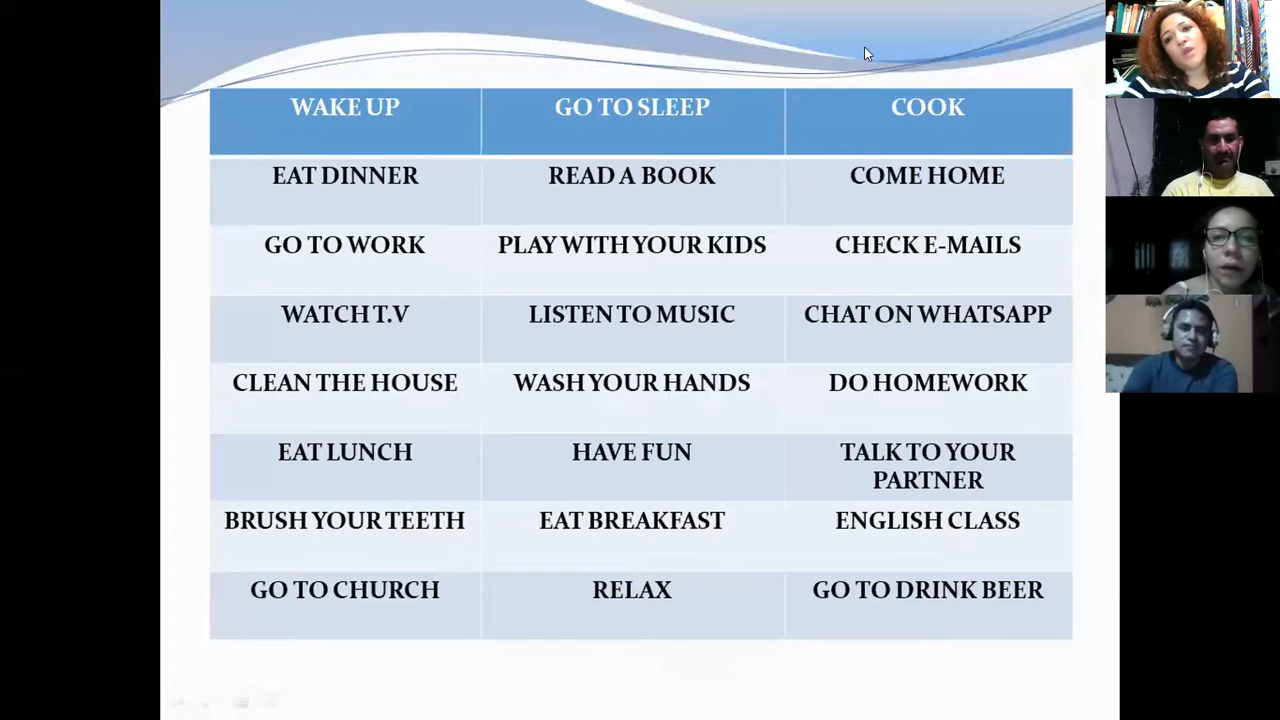 WAKE UP
GO TO SLEEP
COOK
EAT DINNER
READ A BOOK
COME HOME
GO TO WORK
PLAY WITH YOUR KIDS
CHECK E-MAILS
WATCH T.V
LISTEN TO MUSIC
CHAT ON WHATSAPP
CLEAN THE HOUSE
WASH YOUR HANDS
DO HOMEWORK
EAT LUNCH
HAVE FUN
TALK TO YOUR
PARTNER
BRUSH YOUR TEETH
EAT BREAKFAST
ENGLISH CLASS
GO TO CHURCH
RELAX
GO TO DRINK BEER